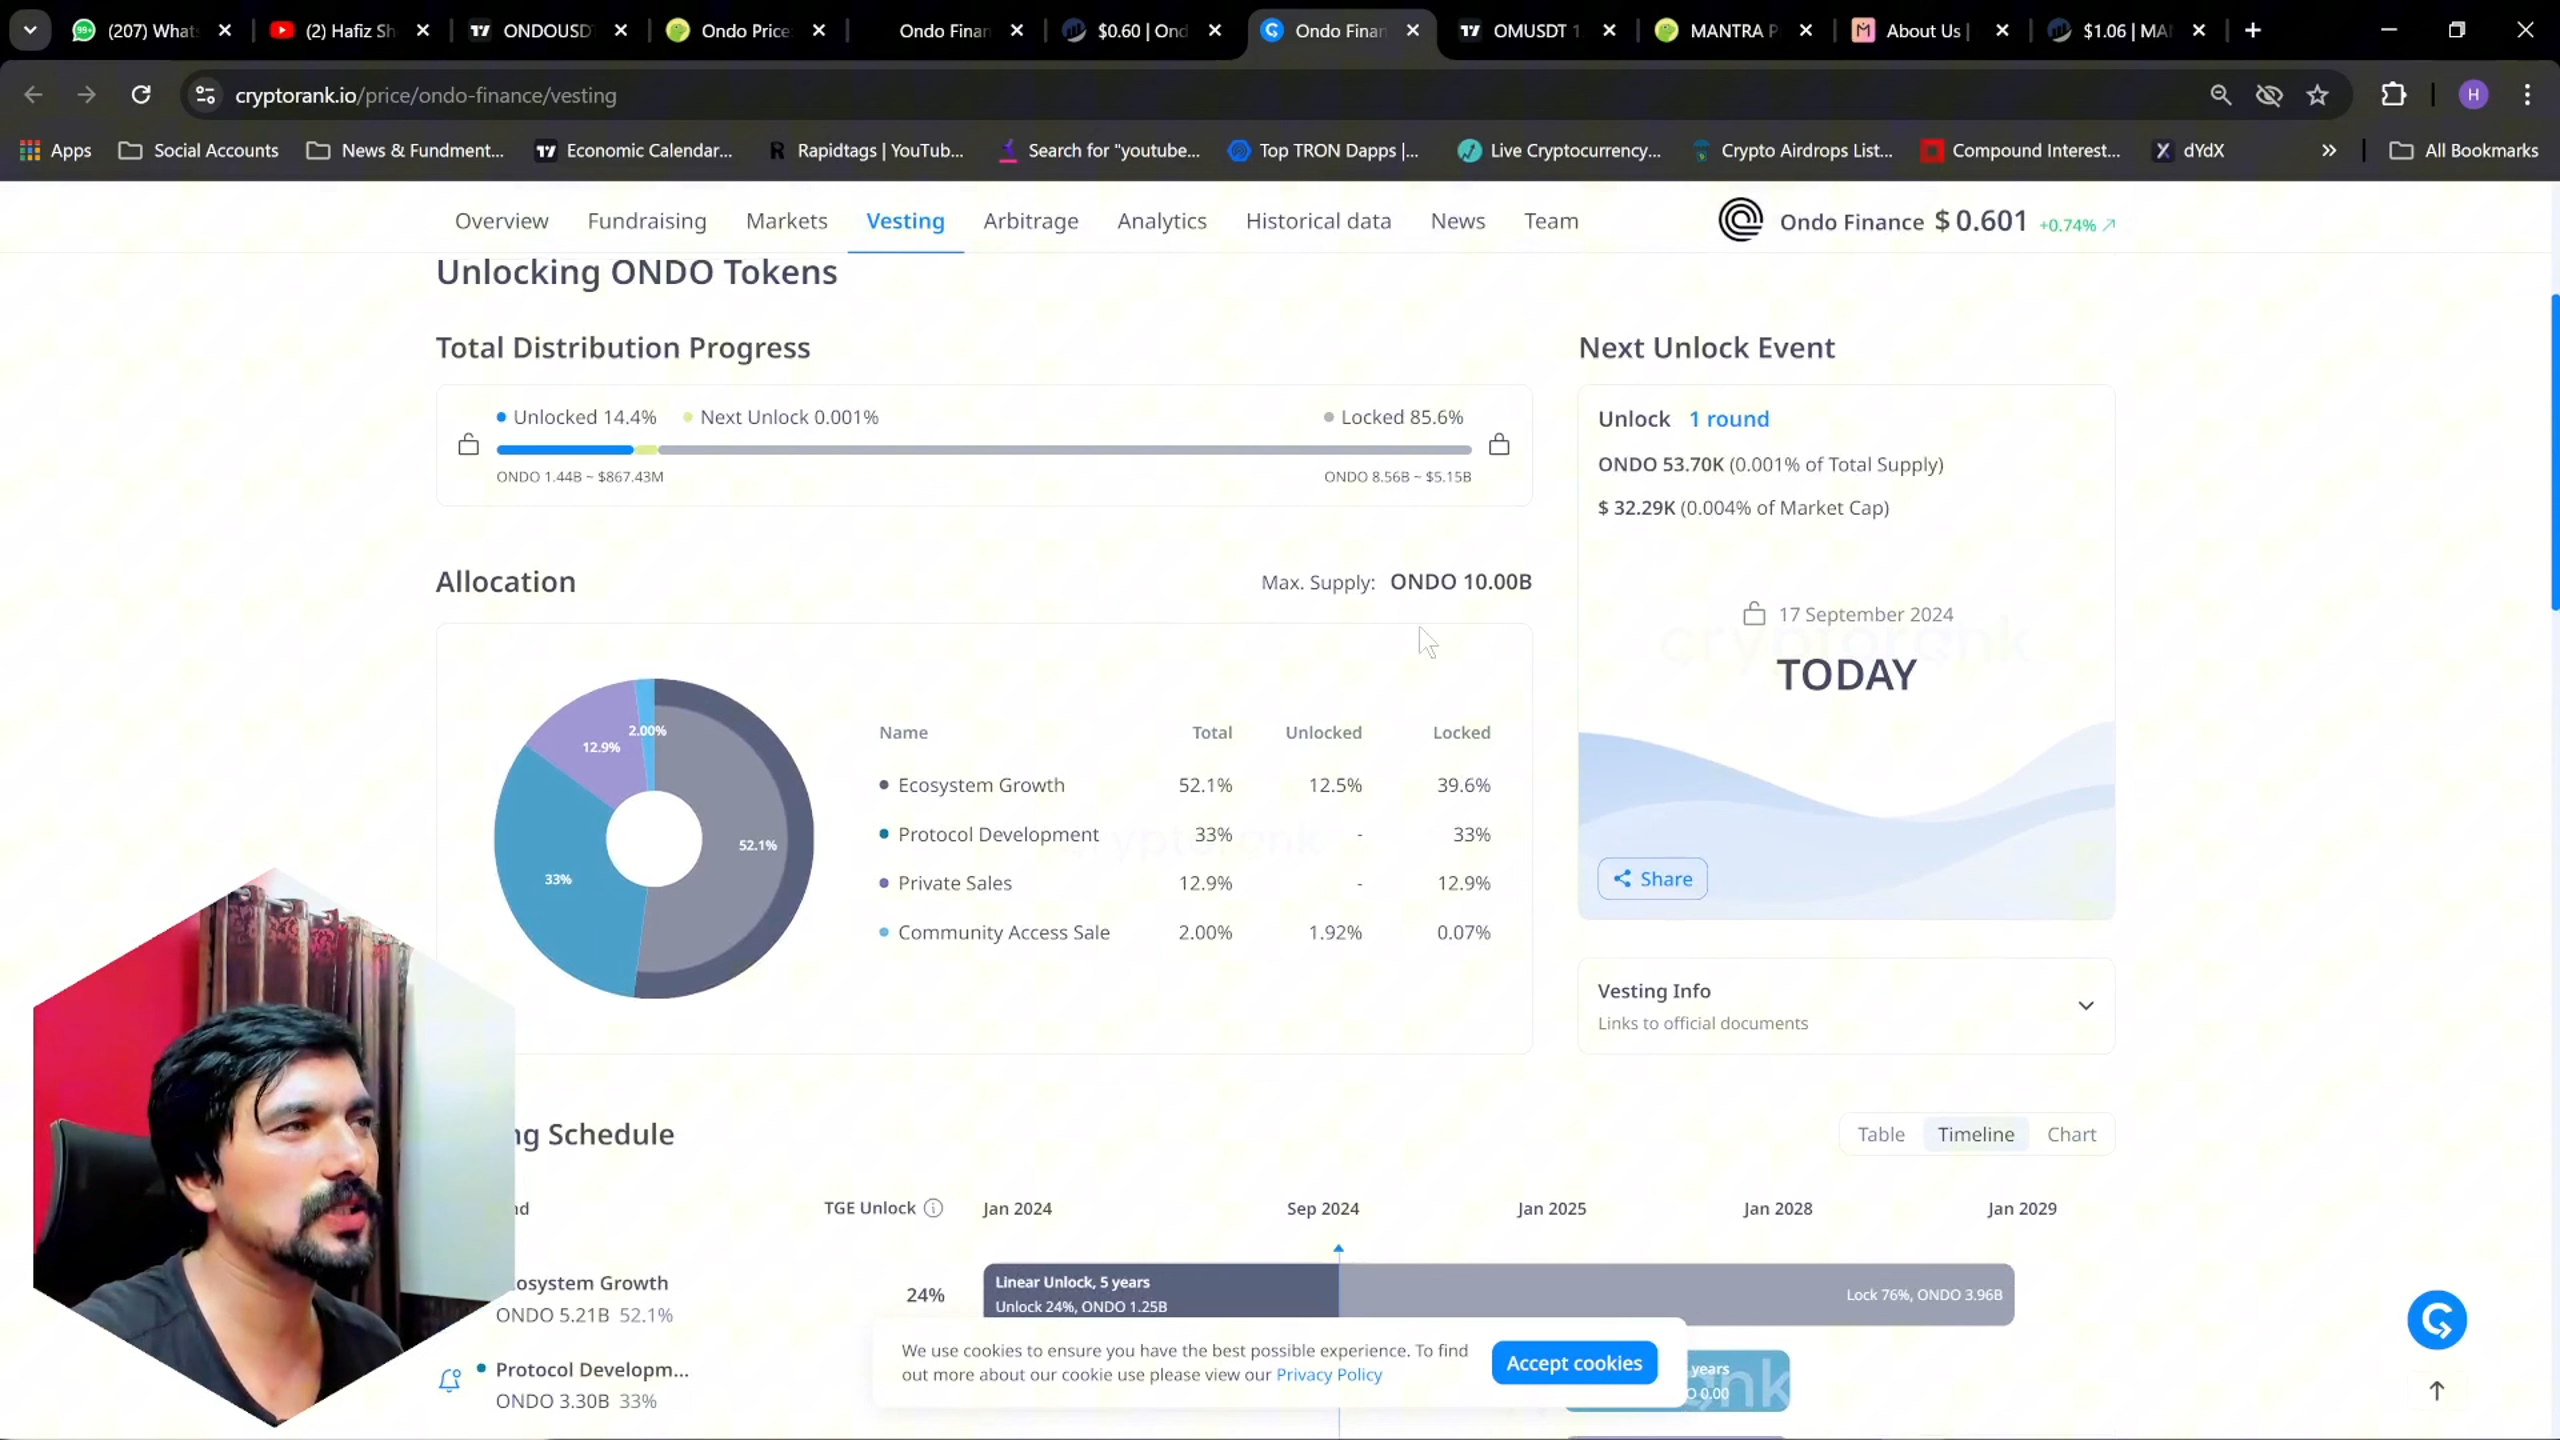 (207) Whats
(2) Hafiz Sh
ONDOUSDT
Ondo Price
Ondo Finan
$0.60 | Ond
Ondo Finan
OMUSDT 1
MANTRA P
About Us |
$1.06 | MAN
cryptorank.io/price/ondo-finance/vesting
H
Apps
Social Accounts
News & Fundment...
Economic Calendar...
Rapidtags | YouTub...
Search for "youtube...
Top TRON Dapps |...
Live Cryptocurrency...
Crypto Airdrops List...
Compound Interest...
dYdX
All Bookmarks
Overview Fundraising Markets Vesting Arbitrage Analytics Historical data News Team
Ondo Finance $ 0.601 +0.74%
Unlocking ONDO Tokens
Total Distribution Progress
Unlocked 14.4% Next Unlock 0.001% Locked 85.6%
ONDO 1.44B ~ $867.43M ONDO 8.56B ~ $5.15B
Next Unlock Event
Unlock 1 round
ONDO 53.70K (0.001% of Total Supply)
$ 32.29K (0.004% of Market Cap)
17 September 2024
cryptorank
TODAY
Share
Allocation Max. Supply: ONDO 10.00B
2.00%
12.9%
52.1%
33%
Name Total Unlocked Locked
Ecosystem Growth 52.1% 12.5% 39.6%
Protocol Development 33% - 33%
Private Sales 12.9% - 12.9%
Community Access Sale 2.00% 1.92% 0.07%
Vesting Info
Links to official documents
ng Schedule
Table Timeline Chart
nd TGE Unlock Jan 2024 Sep 2024 Jan 2025 Jan 2028 Jan 2029
osystem Growth
ONDO 5.21B 52.1%
24%
Linear Unlock, 5 years
Unlock 24%, ONDO 1.25B
Lock 76%, ONDO 3.96B
Protocol Developm...
ONDO 3.30B 33%
years
O 0.00
We use cookies to ensure you have the best possible experience. To find
out more about our cookie use please view our Privacy Policy
Accept cookies